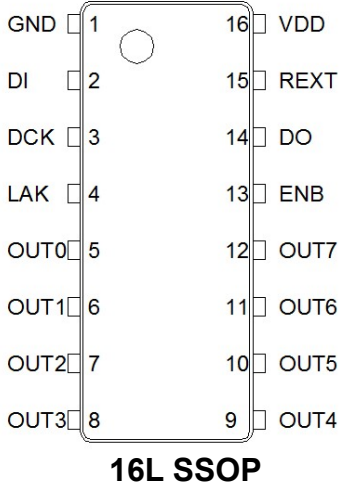 GND 1 16 VDD
DI 2 15 REXT
DCK 3 14 DO
LAK 4 13 ENB
OUT0 5 12 OUT7
OUT1 6 11 OUT6
OUT2 7 10 OUT5
OUT3 8 9 OUT4
16L SSOP